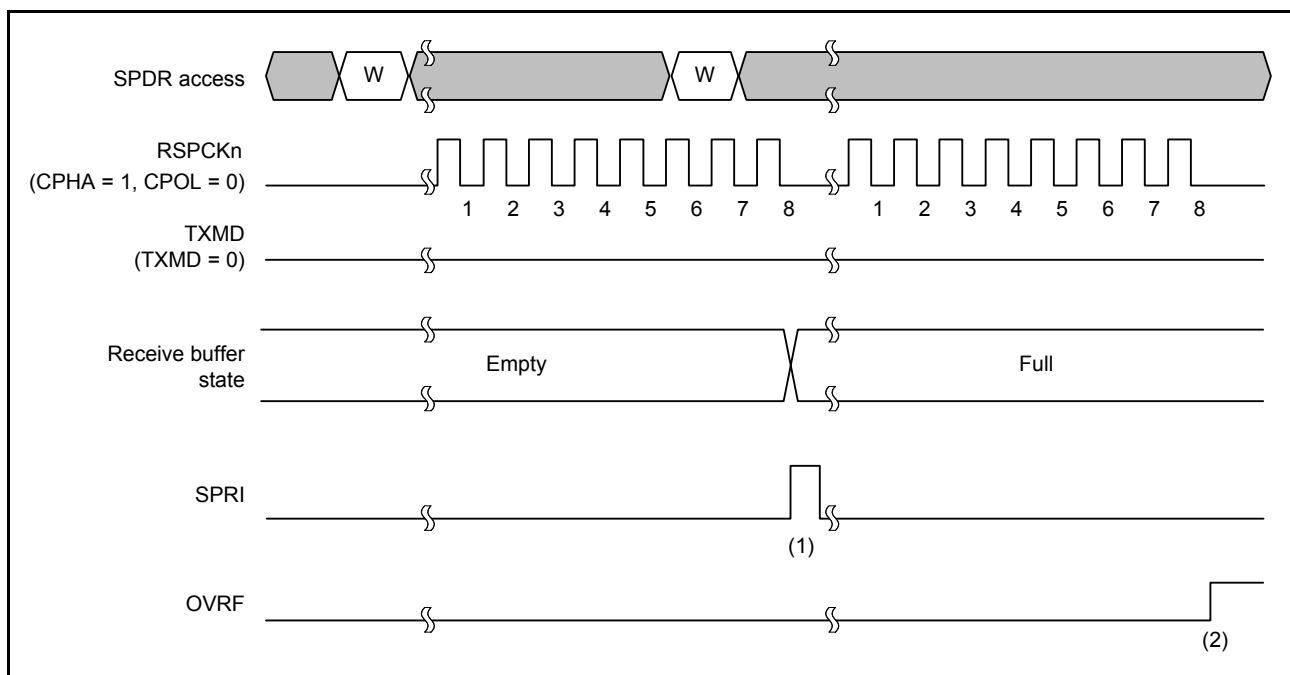 SPDR access
W
W
RSPCKn
(CPHA = 1, CPOL = 0)
1 2 3 4 5 6 7 8 1 2 3 4 5 6 7 8
TXMD
(TXMD = 0)
Receive buffer
state
Empty
Full
SPRI
(1)
OVRF
(2)